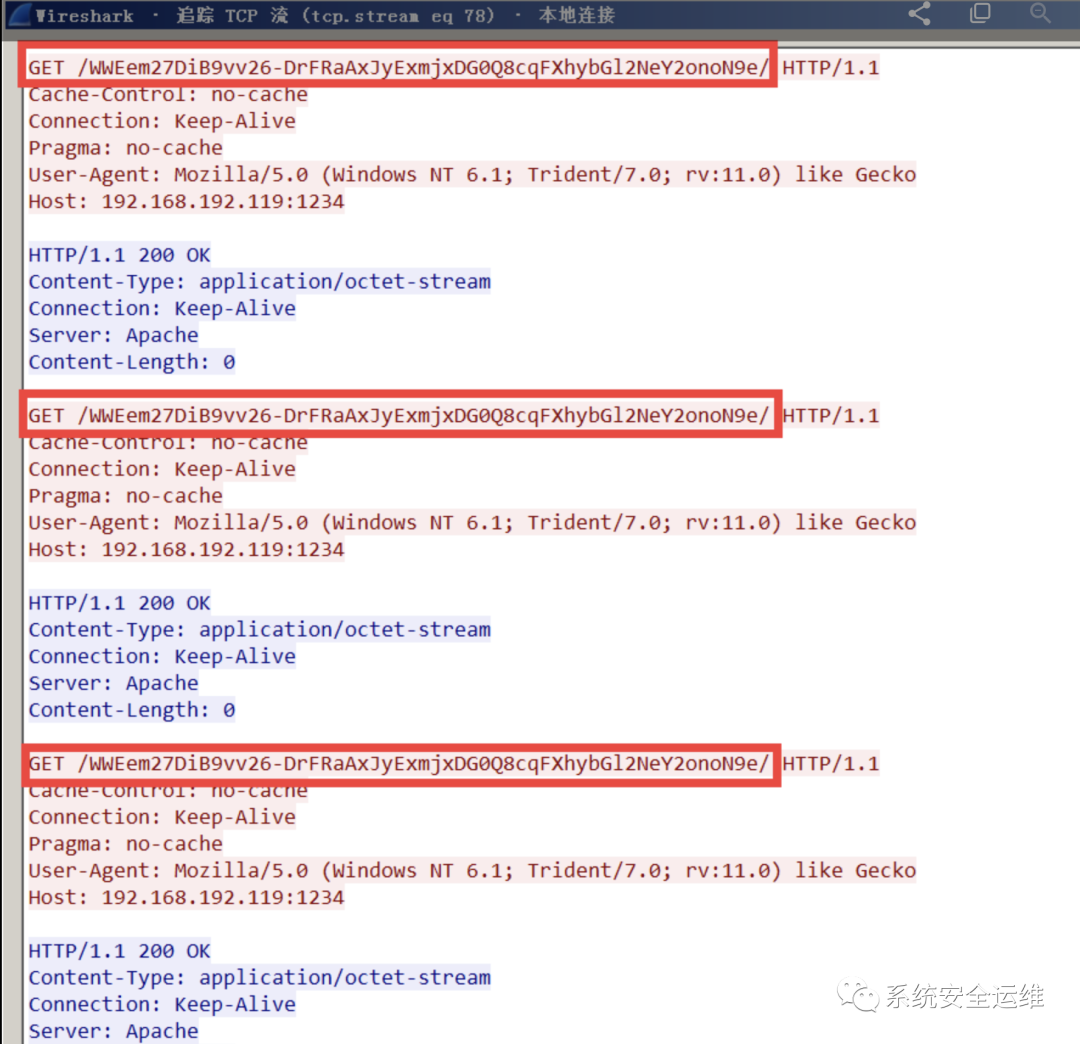 Wireshark · 追踪 TCP 流 (tcp.stream eq 78) · 本地连接
GET /WWEem27DiB9vv26-DrFRaAxJyExmjxDG0Q8cqFXhybGl2NeY2onoN9e/ HTTP/1.1
Cache-Control: no-cache
Connection: Keep-Alive
Pragma: no-cache
User-Agent: Mozilla/5.0 (Windows NT 6.1; Trident/7.0; rv:11.0) like Gecko
Host: 192.168.192.119:1234
HTTP/1.1 200 OK
Content-Type: application/octet-stream
Connection: Keep-Alive
Server: Apache
Content-Length: 0
GET /WWEem27DiB9vv26-DrFRaAxJyExmjxDG0Q8cqFXhybGl2NeY2onoN9e/ HTTP/1.1
Cache-Control: no-cache
Connection: Keep-Alive
Pragma: no-cache
User-Agent: Mozilla/5.0 (Windows NT 6.1; Trident/7.0; rv:11.0) like Gecko
Host: 192.168.192.119:1234
HTTP/1.1 200 OK
Content-Type: application/octet-stream
Connection: Keep-Alive
Server: Apache
Content-Length: 0
GET /WWEem27DiB9vv26-DrFRaAxJyExmjxDG0Q8cqFXhybGl2NeY2onoN9e/ HTTP/1.1
Cache-Control: no-cache
Connection: Keep-Alive
Pragma: no-cache
User-Agent: Mozilla/5.0 (Windows NT 6.1; Trident/7.0; rv:11.0) like Gecko
Host: 192.168.192.119:1234
HTTP/1.1 200 OK
Content-Type: application/octet-stream
Connection: Keep-Alive
Server: Apache
系统安全运维